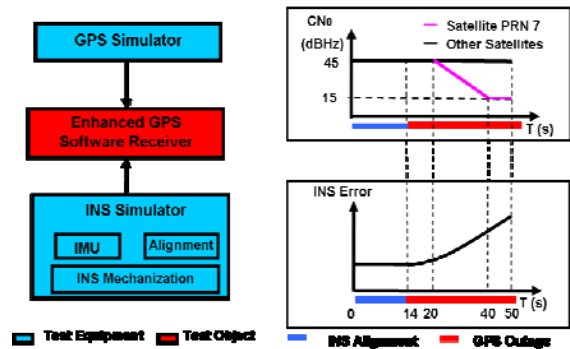 GPS Simulator
Enhanced GPS
Software Receiver
INS Simulator
IMU
Alignment
INS Mechanization
Test Equipment
Test Object
CN0
(dBHz)
Satellite PRN 7
Other Satellites
45
15
T (s)
INS Error
T (s)
0
14
20
40
50
INS Alignment
GPS Outage